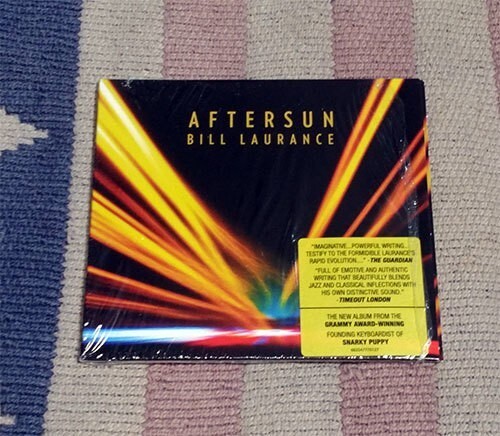 AFTERSUN
BILL LAURANCE
"IMAGINATIVE...POWERFUL WRITING...
TESTIFY TO THE FORMIDIBLE LAURANCE'S
RAPID EVOLUTION...." - THE GUARDIAN
"FULL OF EMOTIVE AND AUTHENTIC
WRITING THAT BEAUTIFULLY BLENDS
JAZZ AND CLASSICAL INFLECTIONS WITH
HIS OWN DISTINCTIVE SOUND."
- TIMEOUT LONDON
THE NEW ALBUM FROM THE
GRAMMY AWARD-WINNING
FOUNDING KEYBOARDIST OF
SNARKY PUPPY